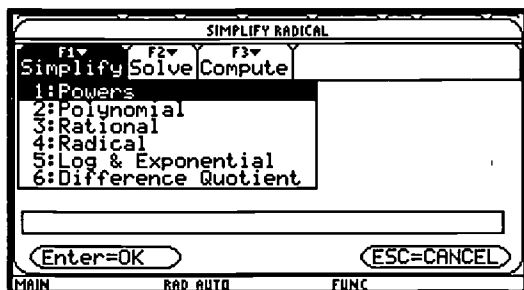 SIMPLIFY RADICAL
F1▼ F2▼ F3▼
Simplify Solve Compute
1:Powers
2:Polynomial
3:Rational
4:Radical
5:Log & Exponential
6:Difference Quotient
Enter=OK ESC=CANCEL
MAIN RAD AUTO FUNC